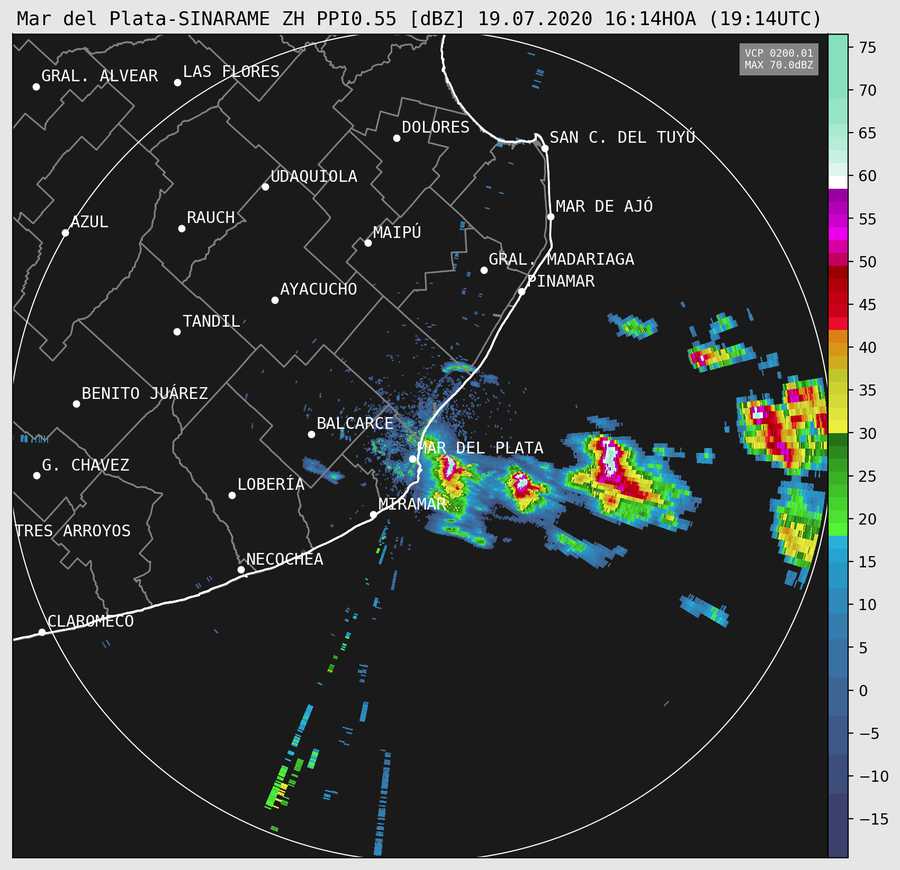 Mar del Plata-SINARAME ZH PPI0.55 [dBZ] 19.07.2020 16:14HOA (19:14UTC)
VCP 0200.01
MAX 70.0dBZ
GRAL. ALVEAR
LAS FLORES
DOLORES
SAN C. DEL TUYÚ
UDAQUIOLA
MAR DE AJÓ
AZUL
RAUCH
MAIPÚ
GRAL. MADARIAGA
PINAMAR
AYACUCHO
TANDIL
BENITO JUÁREZ
BALCARCE
MAR DEL PLATA
G. CHAVEZ
LOBERÍA
MIRAMAR
TRES ARROYOS
NECOCHEA
CLAROMECO
75
70
65
60
55
50
45
40
35
30
25
20
15
10
5
0
−5
−10
−15